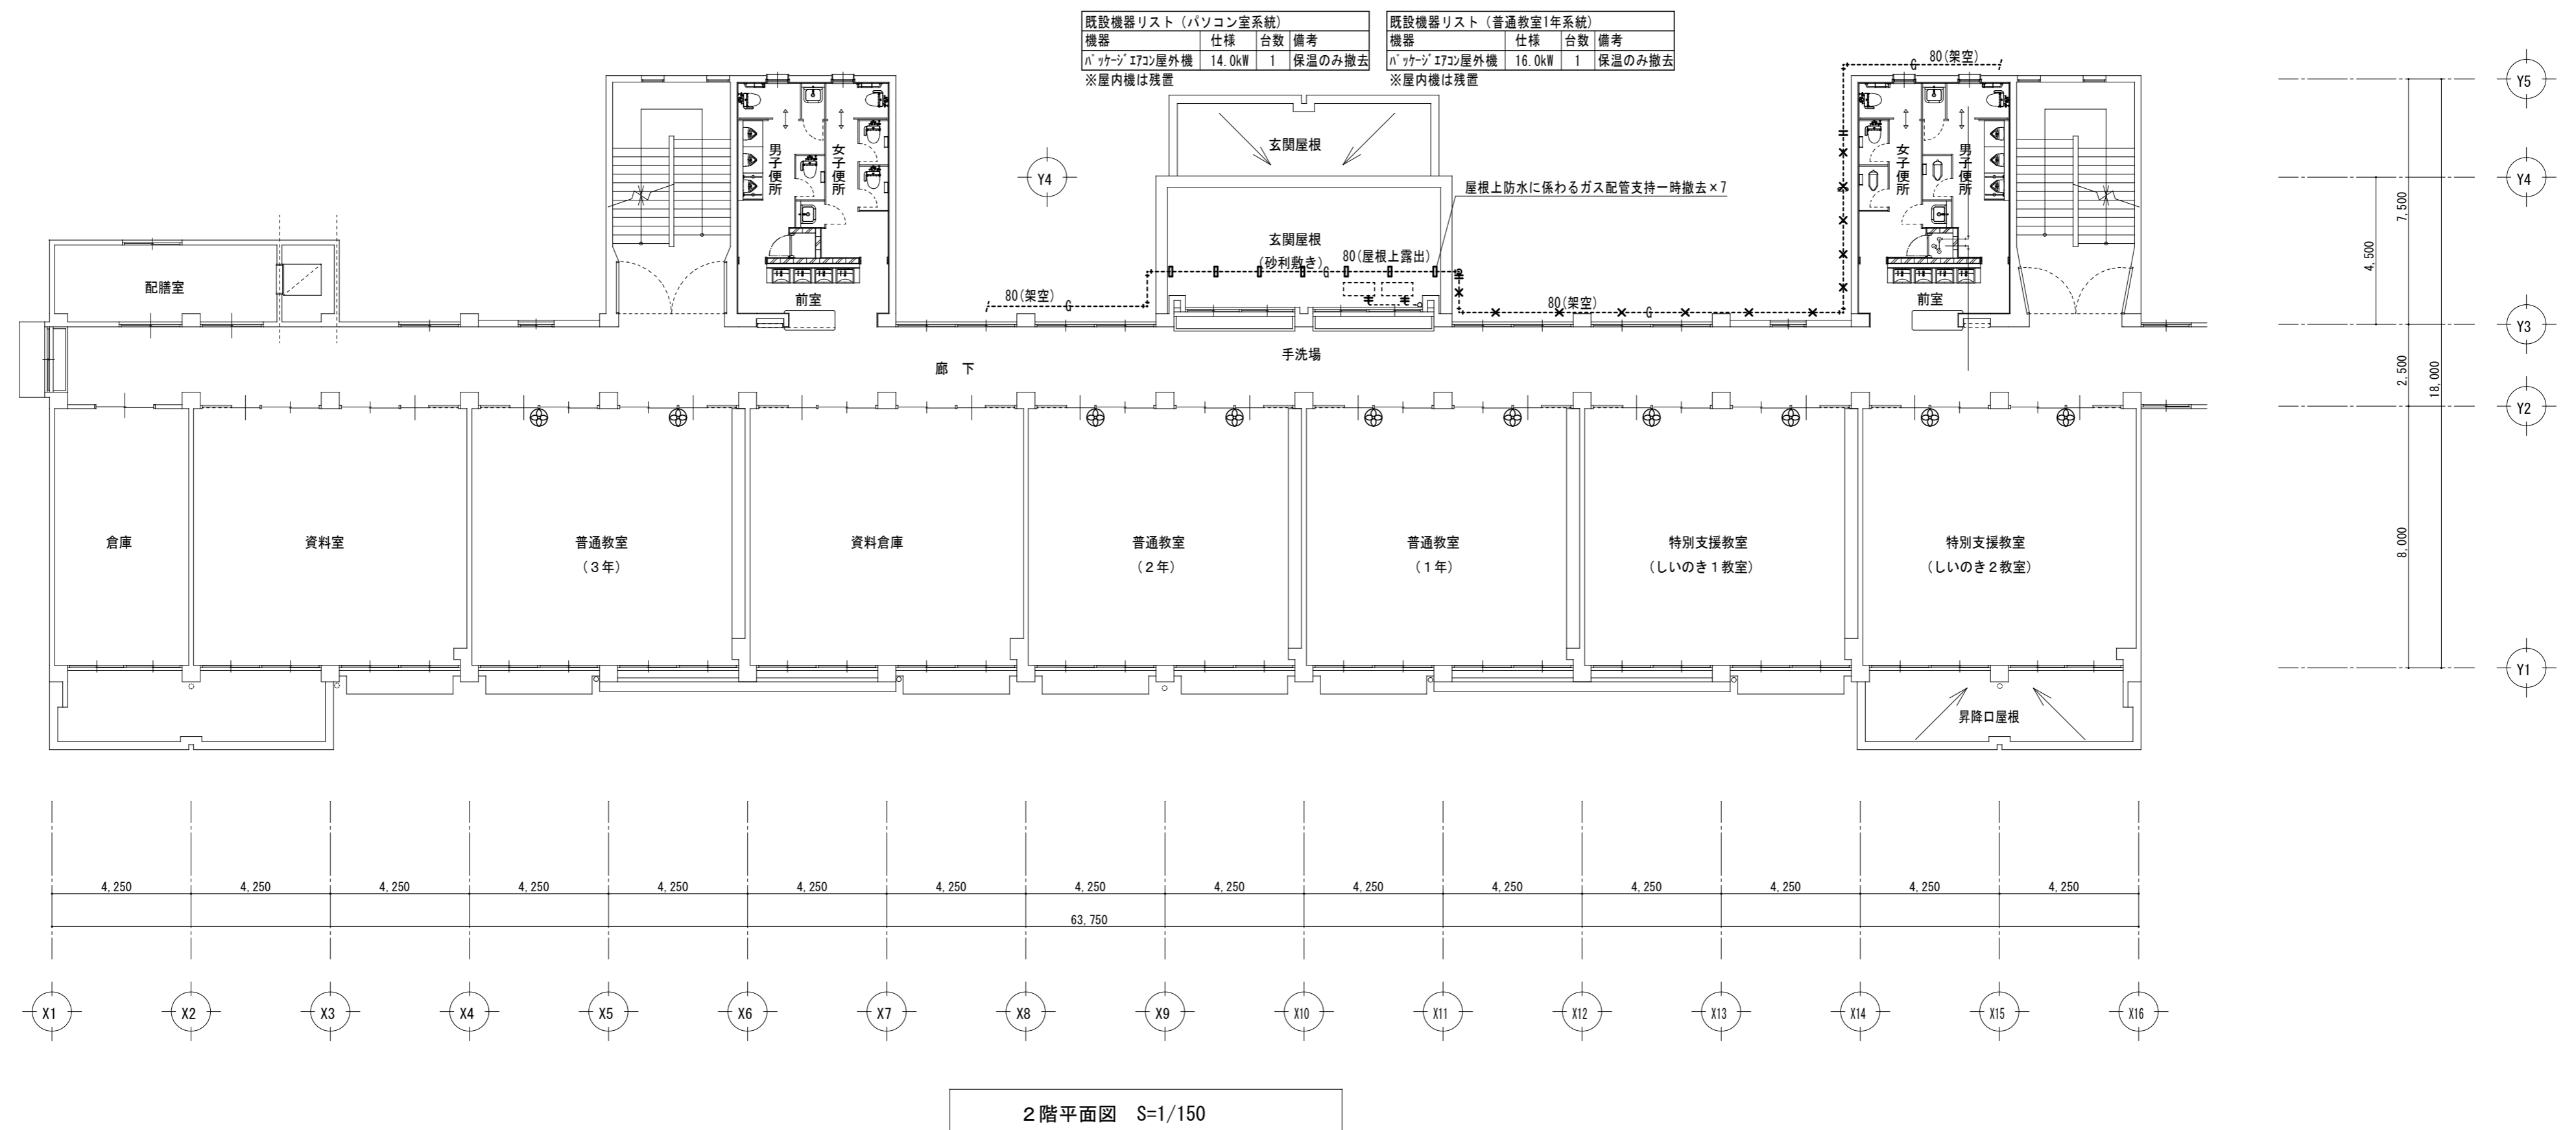 既設機器リスト（パソコン室系統）
機器 仕様 台数 備考
パッケージエアコン屋外機 14.0kW 1 保温のみ撤去
※屋内機は残置
既設機器リスト（普通教室1年系統）
機器 仕様 台数 備考
パッケージエアコン屋外機 16.0kW 1 保温のみ撤去
※屋内機は残置
80(架空)
G
Y5
玄関屋根
男子便所
女子便所
女子便所
男子便所
Y4
Y4
屋根上防水に係わるガス配管支持一時撤去×7
7,500
4,500
玄関屋根
(砂利敷き)
80(屋根上露出)
G
配膳室
前室
前室
80(架空)
G
80(架空)
G
Y3
手洗場
廊 下
2,500
18,000
Y2
倉庫
資料室
普通教室
（３年）
資料倉庫
普通教室
（２年）
普通教室
（１年）
特別支援教室
（しいのき１教室）
特別支援教室
（しいのき２教室）
8,000
Y1
昇降口屋根
4,250 4,250 4,250 4,250 4,250 4,250 4,250 4,250 4,250 4,250 4,250 4,250 4,250 4,250 4,250
63,750
X1 X2 X3 X4 X5 X6 X7 X8 X9 X10 X11 X12 X13 X14 X15 X16
２階平面図 S=1/150